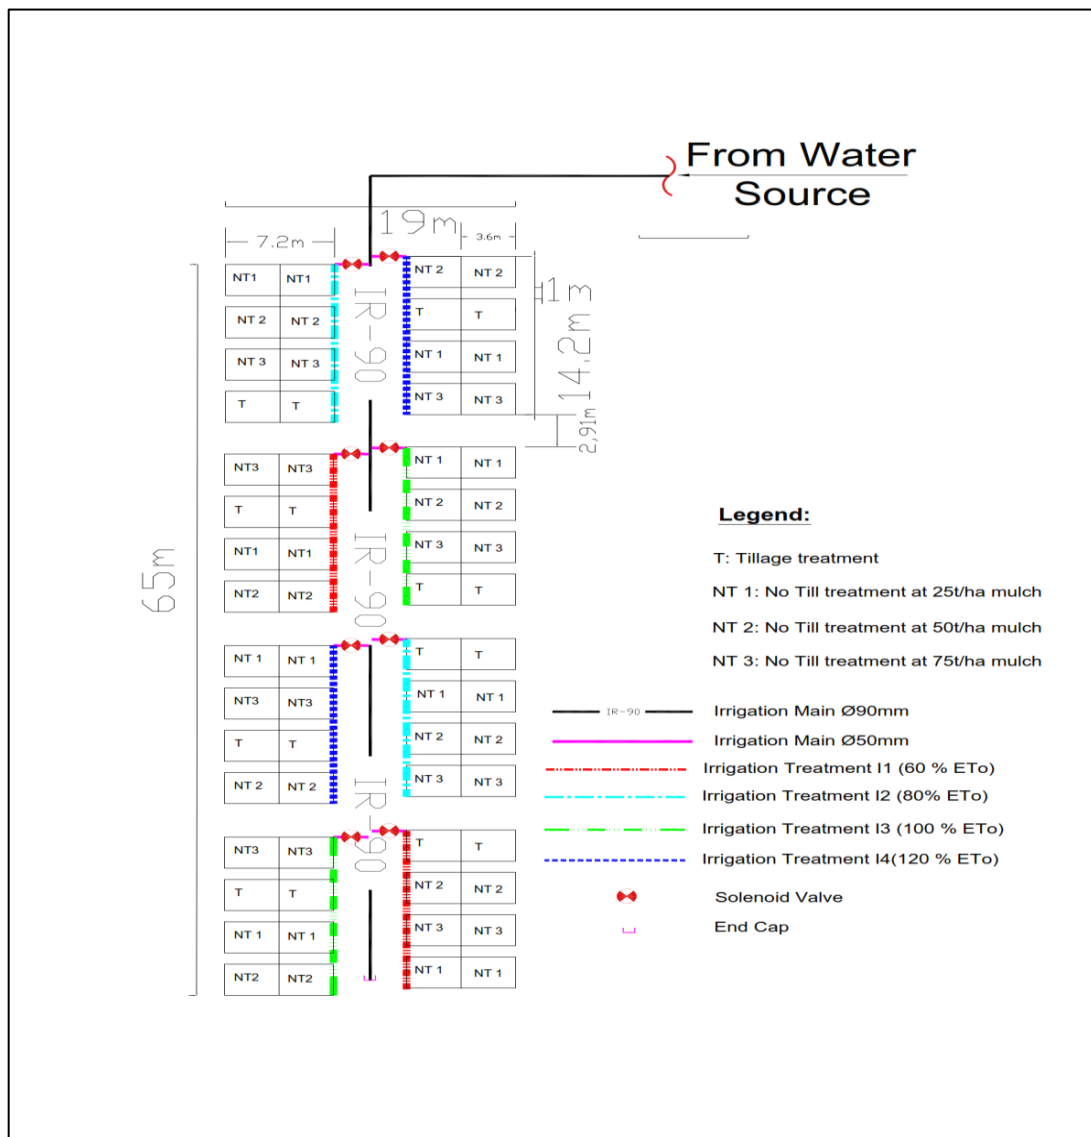 From Water
Source
19m
7.2m
3.6m
NT1 NT1
NT 2 NT 2
NT 3 NT 3
T T
NT 2 NT 2
T T
NT 1 NT 1
NT 3 NT 3
IR-90
1m
14,2m
2,91m
NT3 NT3
T T
NT1 NT1
NT2 NT2
NT 1 NT 1
NT 2 NT 2
NT 3 NT 3
T T
IR-90
65m
NT 1 NT 1
NT3 NT3
T T
NT 2 NT 2
T T
NT 1 NT 1
NT 2 NT 2
NT 3 NT 3
IR-90
NT3 NT3
T T
NT 1 NT 1
NT2 NT2
T T
NT 2 NT 2
NT 3 NT 3
NT 1 NT 1
Legend:
T: Tillage treatment
NT 1: No Till treatment at 25t/ha mulch
NT 2: No Till treatment at 50t/ha mulch
NT 3: No Till treatment at 75t/ha mulch
IR-90 Irrigation Main Ø90mm
Irrigation Main Ø50mm
Irrigation Treatment I1 (60 % ETo)
Irrigation Treatment I2 (80% ETo)
Irrigation Treatment I3 (100 % ETo)
Irrigation Treatment I4(120 % ETo)
Solenoid Valve
End Cap